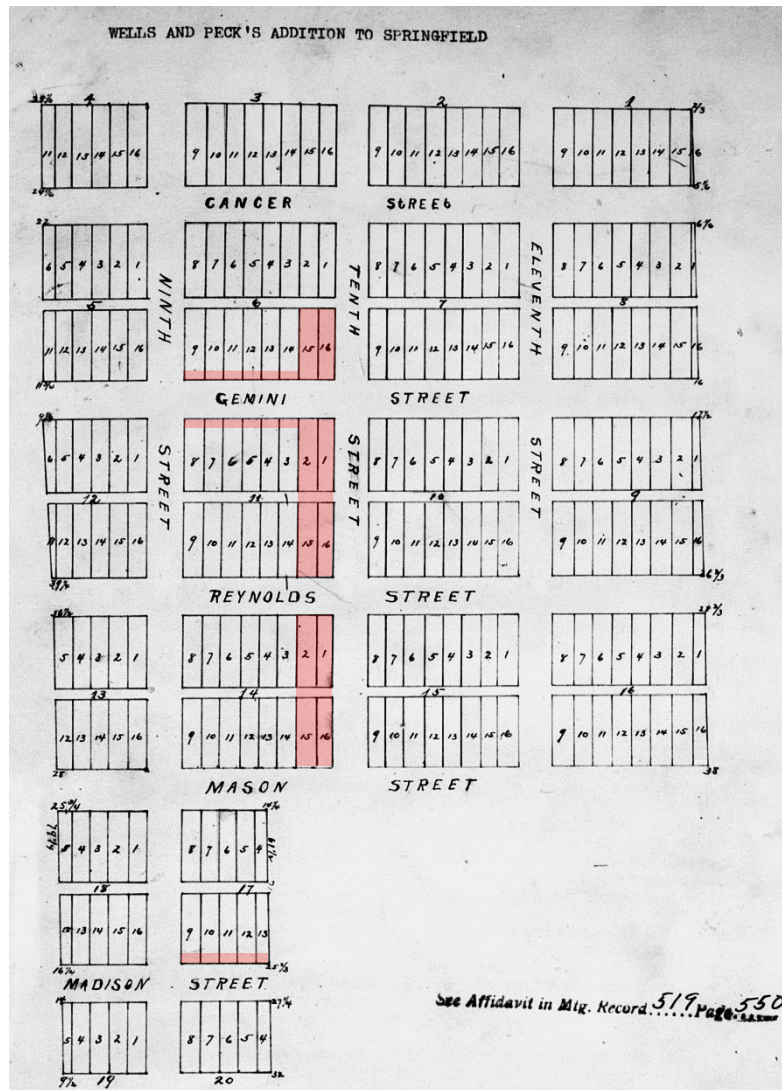 WELLS AND PECK'S ADDITION TO SPRINGFIELD
4 3 2 1
11 12 13 14 15 16 9 10 11 12 13 14 15 16 9 10 11 12 13 14 15 16 9 10 11 12 13 14 15 16
CANCER STREET
22
6 5 4 3 2 1 8 7 6 5 4 3 2 1 8 7 6 5 4 3 2 1 8 7 6 5 4 3 2 1
NINTH TENTH ELEVENTH
5 6 7 8
11 12 13 14 15 16 9 10 11 12 13 14 15 16 9 10 11 12 13 14 15 16 9 10 11 12 13 14 15 16
16
GEMINI STREET
6 5 4 3 2 1 8 7 6 5 4 3 2 1 8 7 6 5 4 3 2 1 8 7 6 5 4 3 2 1
STREET STREET STREET
12 11 10 9
11 12 13 14 15 16 9 10 11 12 13 14 15 16 9 10 11 12 13 14 15 16 9 10 11 12 13 14 15 16
REYNOLDS STREET
5 4 3 2 1 8 7 6 5 4 3 2 1 8 7 6 5 4 3 2 1 8 7 6 5 4 3 2 1
13 14 15 16
12 13 14 15 16 9 10 11 12 13 14 15 16 9 10 11 12 13 14 15 16 9 10 11 12 13 14 15 16
28 38
MASON STREET
5 4 3 2 1 8 7 6 5 4
18 17
12 13 14 15 16 9 10 11 12 13
MADISON STREET
5 4 3 2 1 8 7 6 5 4
19 20 32
See Affidavit in Mtg. Record 519 Page 550